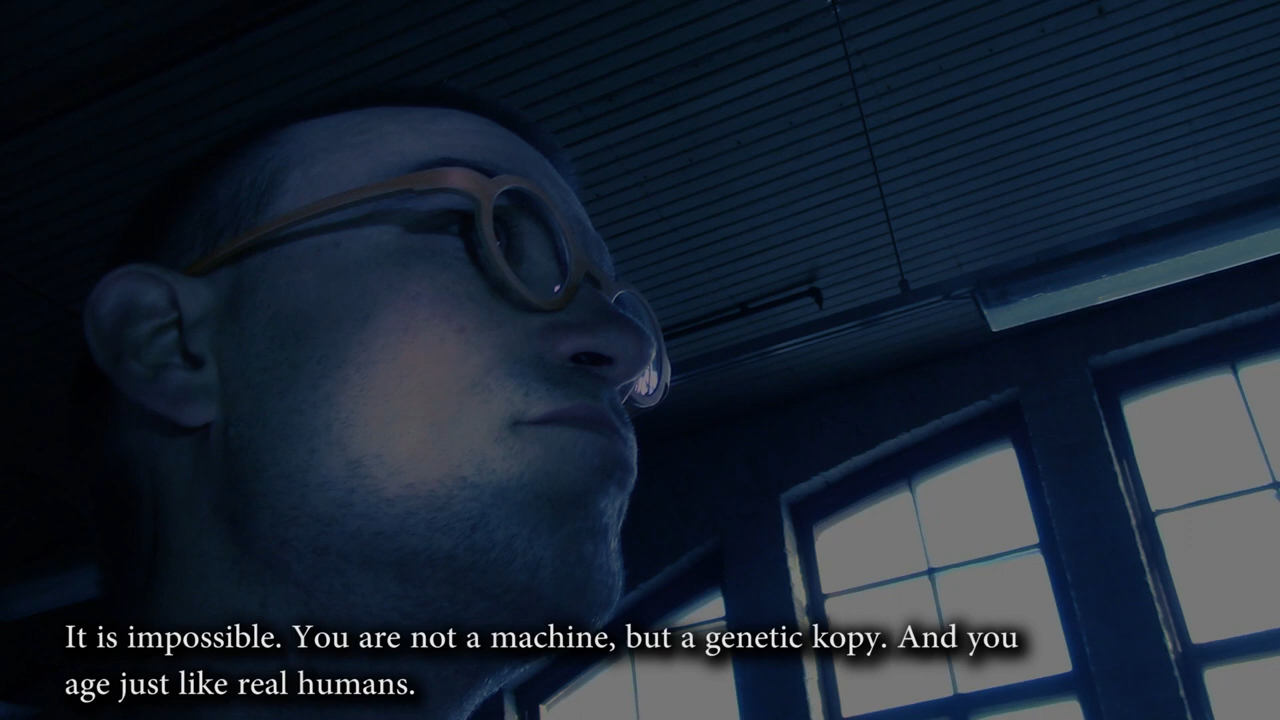 It is impossible. You are not a machine, but a genetic kopy. And you
age just like real humans.